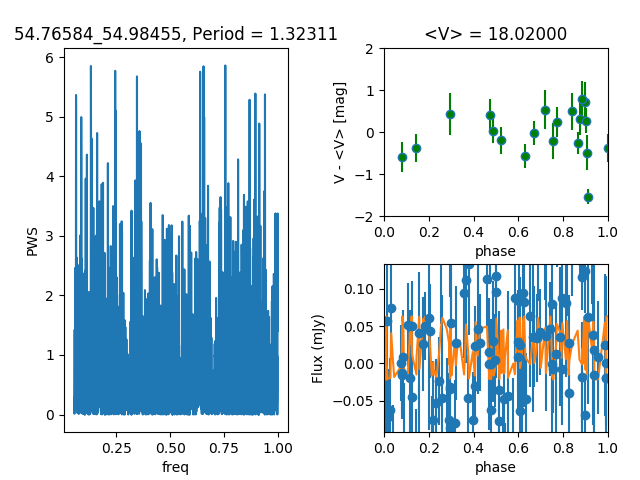 54.76584_54.98455, Period = 1.32311
6
5
4
3
2
1
0
PWS
0.25 0.50 0.75 1.00
freq
<V> = 18.02000
2
1
0
−1
−2
V - <V> [mag]
0.0 0.2 0.4 0.6 0.8 1.0
phase
0.10
0.05
0.00
−0.05
Flux (mJy)
0.0 0.2 0.4 0.6 0.8 1.0
phase